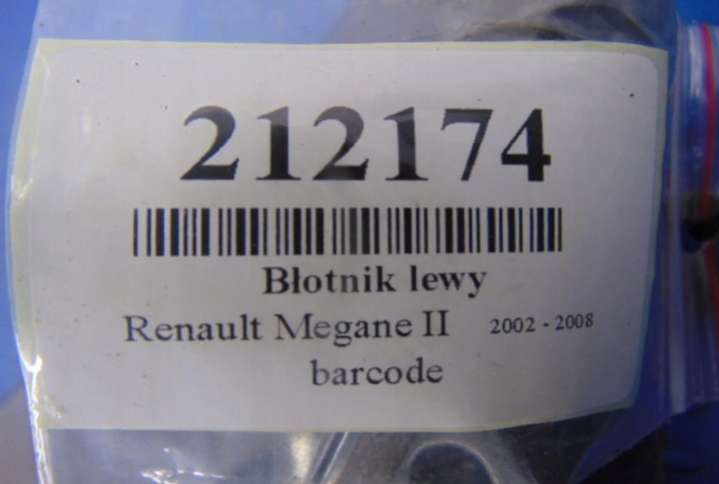 212174
Błotnik lewy
Renault Megane II 2002 - 2008
barcode